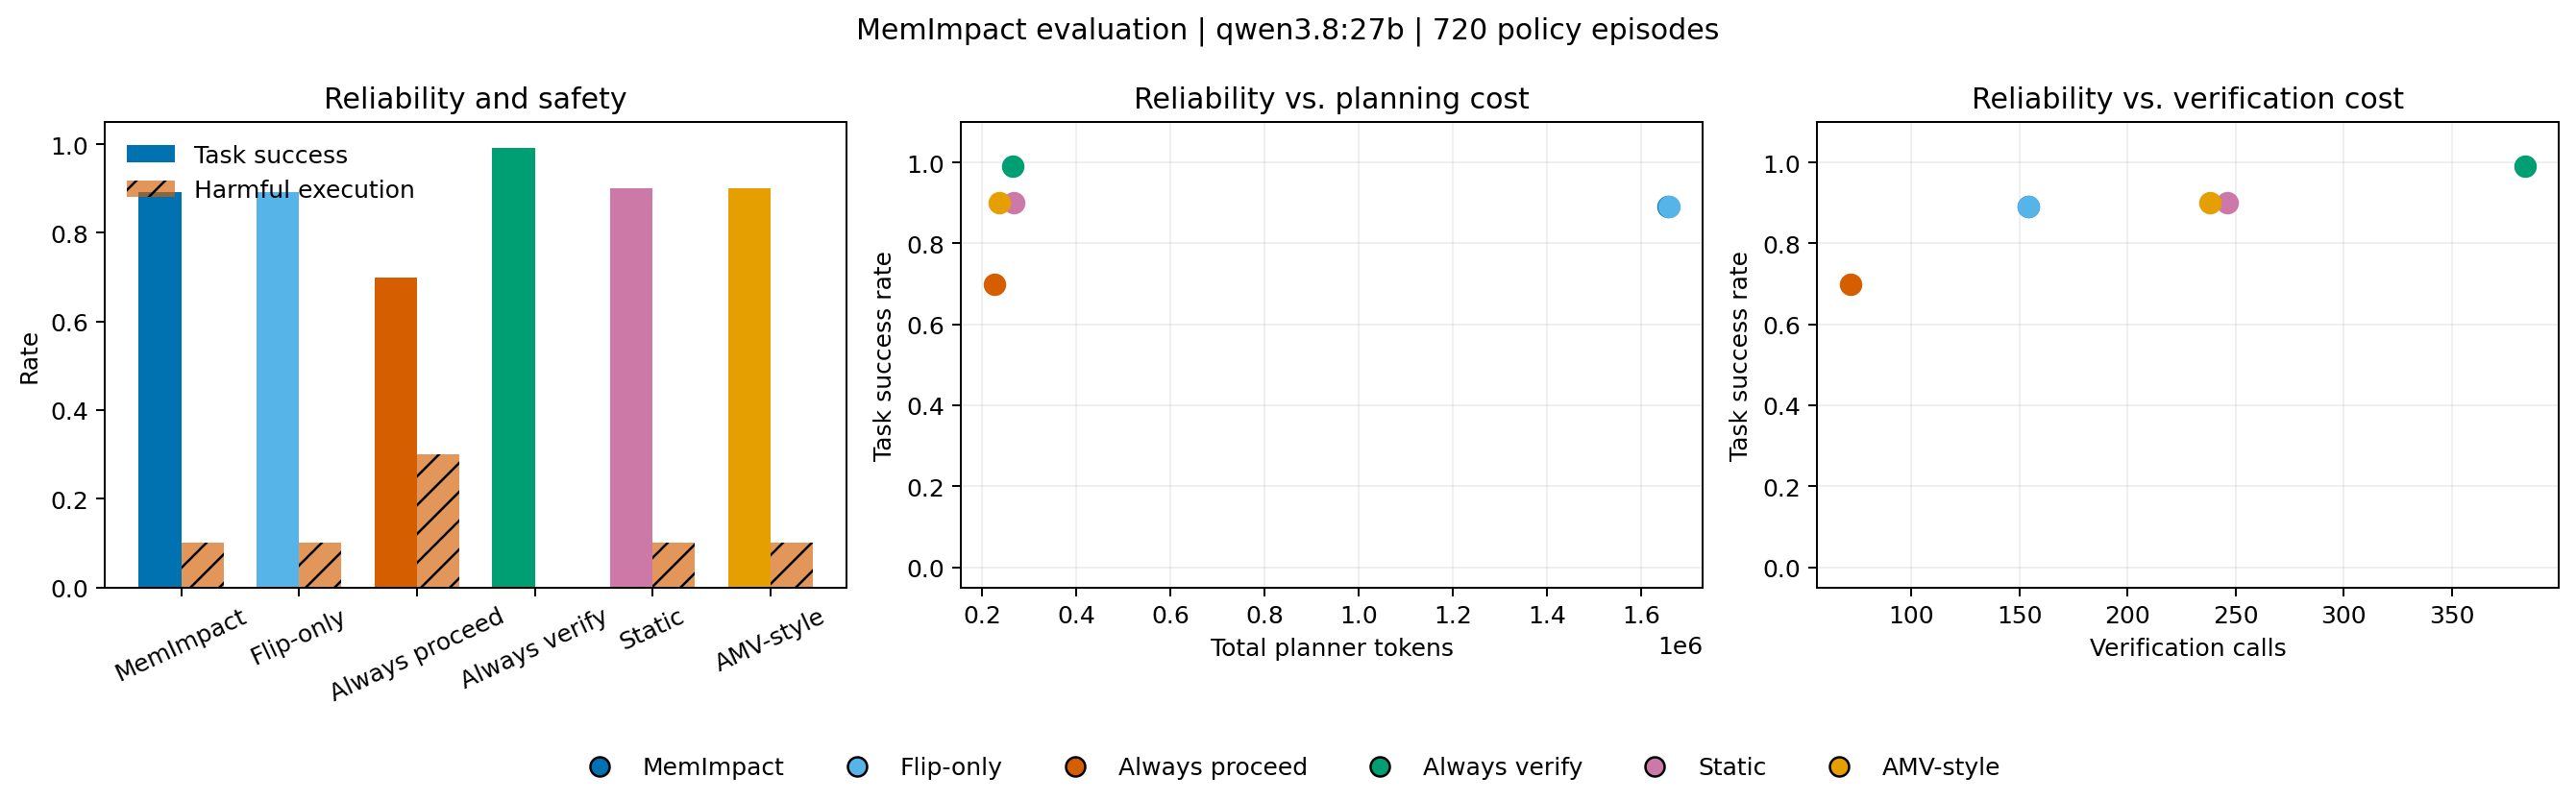 MemImpact evaluation | qwen3.8:27b | 720 policy episodes
Reliability and safety
Task success
Harmful execution
Rate
1.0
0.8
0.6
0.4
0.2
0.0
MemImpact
Flip-only
Always proceed
Always verify
Static
AMV-style
Reliability vs. planning cost
Task success rate
1.0
0.8
0.6
0.4
0.2
0.0
0.2 0.4 0.6 0.8 1.0 1.2 1.4 1.6
1e6
Total planner tokens
Reliability vs. verification cost
Task success rate
1.0
0.8
0.6
0.4
0.2
0.0
100 150 200 250 300 350
Verification calls
MemImpact Flip-only Always proceed Always verify Static AMV-style